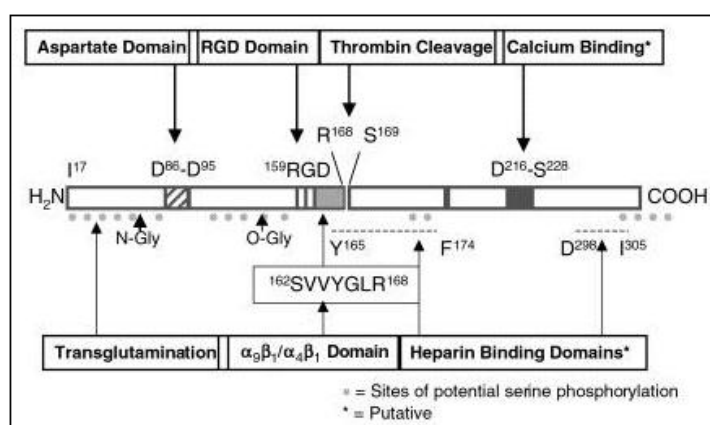 Aspartate Domain RGD Domain Thrombin Cleavage Calcium Binding*
R168 S169
I17 D86-D95 159RGD D216-S228
H2N COOH
N-Gly O-Gly Y165 F174 D298 I305
162SVVYGLR168
Transglutamination α9β1/α4β1 Domain Heparin Binding Domains*
= Sites of potential serine phosphorylation
* = Putative